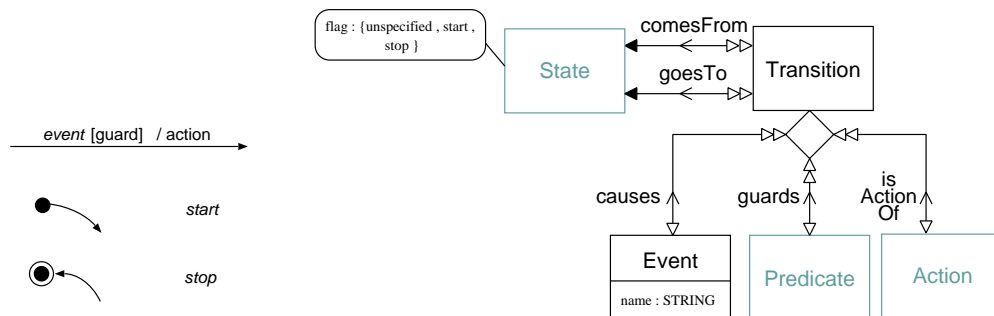 flag : {unspecified , start ,
stop }
comesFrom
State
Transition
goesTo
event [guard] / action
start
stop
causes
guards
is
Action
Of
Event
name : STRING
Predicate
Action